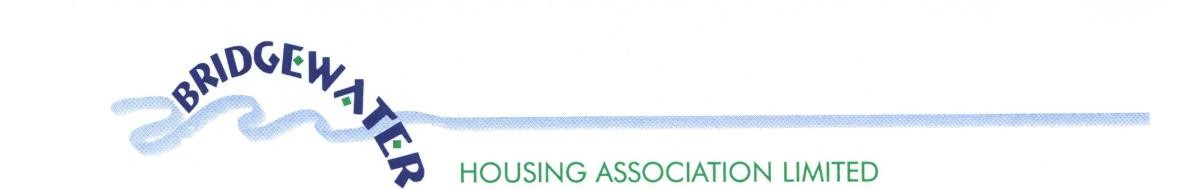 BRIDGEWATER
HOUSING ASSOCIATION LIMITED